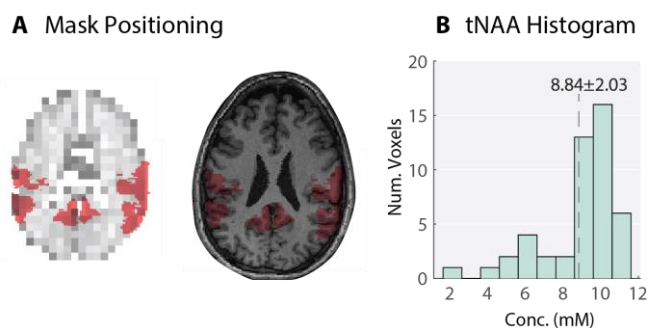 A Mask Positioning
B tNAA Histogram
8.84±2.03
Num. Voxels
20
15
10
5
0
2 4 6 8 10 12
Conc. (mM)